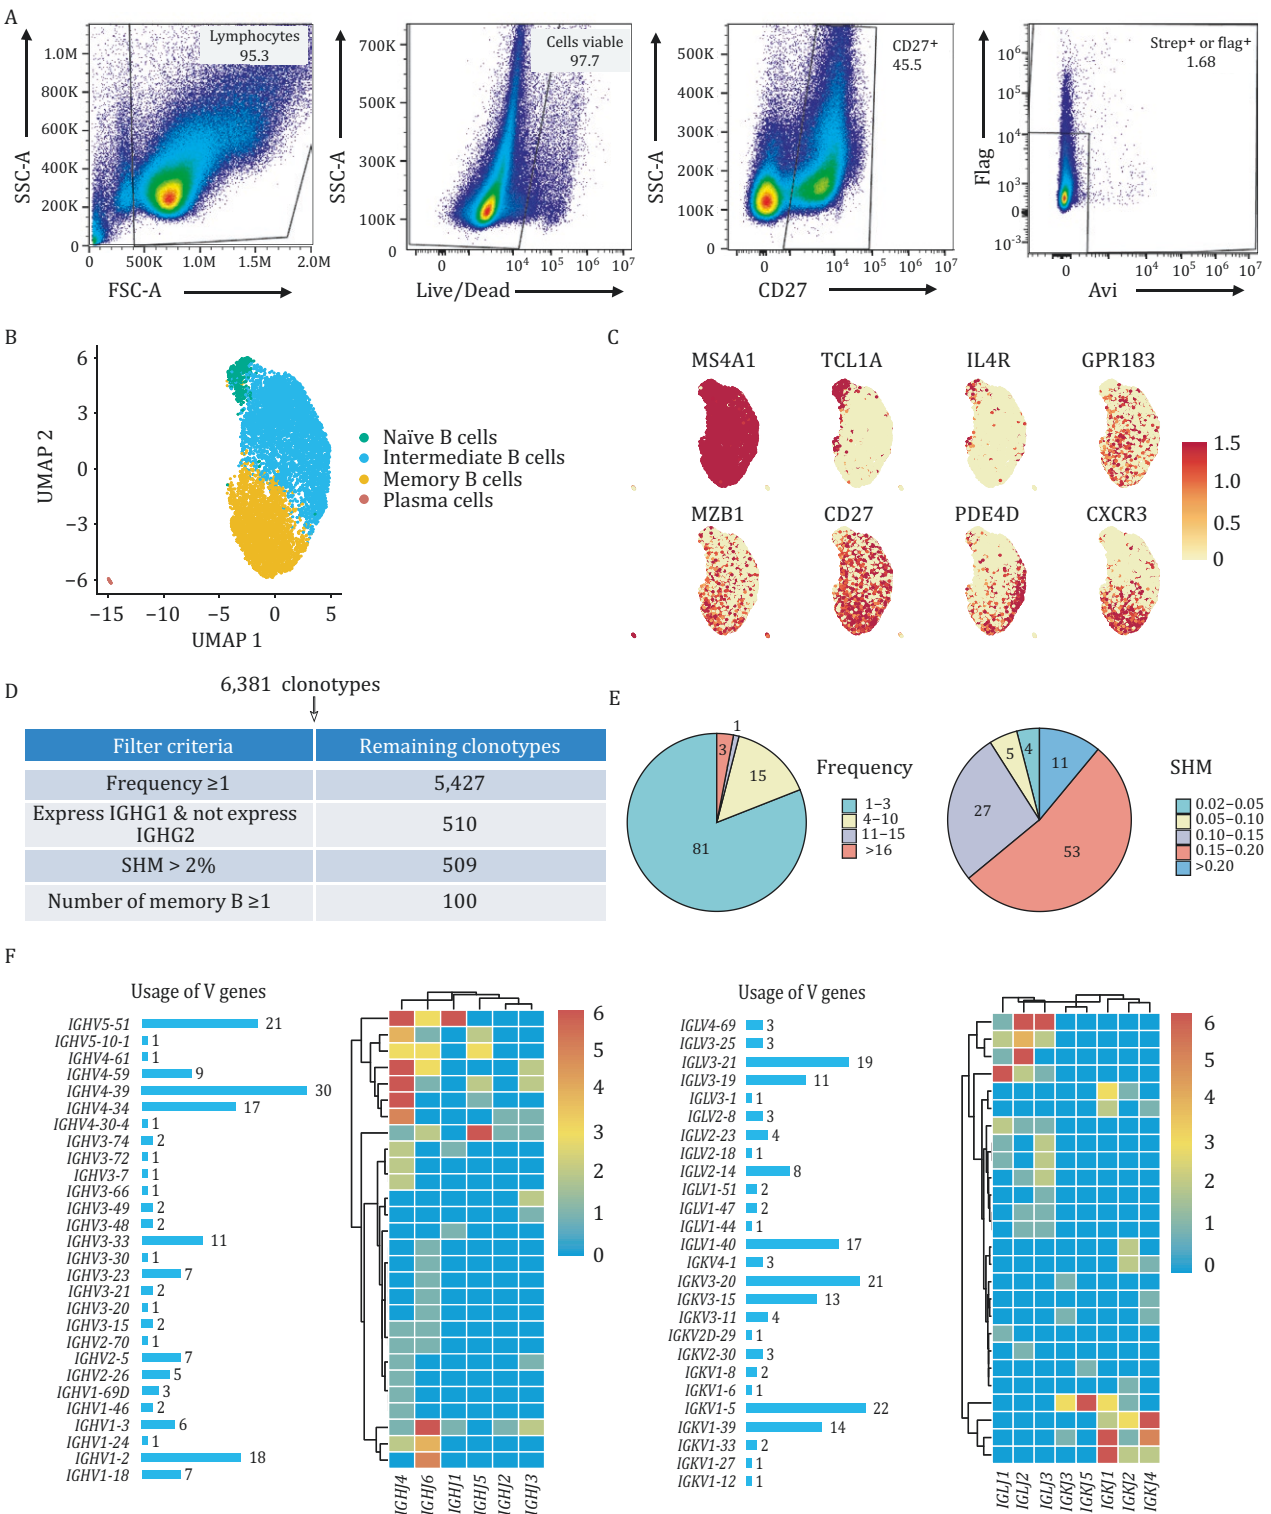 A
Lymphocytes
95.3
1.0M
800K
600K
400K
200K
0
SSC-A
0
500K
1.0M
1.5M
2.0M
FSC-A
Cells viable
97.7
700K
500K
300K
100K
0
SSC-A
0
10⁴
10⁵
10⁶
10⁷
Live/Dead
CD27⁺
45.5
500K
400K
300K
200K
100K
0
SSC-A
0
10⁴
10⁵
10⁶
10⁷
CD27
Strep⁺ or flag⁺
1.68
10⁶
10⁵
10⁴
10³
0
10⁻³
Flag
0
10⁴
10⁵
10⁶
10⁷
Avi
B
6
3
0
−3
−6
UMAP 2
−15
−10
−5
0
5
UMAP 1
Naïve B cells
Intermediate B cells
Memory B cells
Plasma cells
C
MS4A1 TCL1A IL4R GPR183
MZB1 CD27 PDE4D CXCR3
1.5
1.0
0.5
0
D
6,381 clonotypes
Filter criteria Remaining clonotypes
Frequency ≥1 5,427
Express IGHG1 & not express
IGHG2
510
SHM > 2% 509
Number of memory B ≥1 100
E
1
3
15
81
Frequency
1−3
4−10
11−15
>16
4
5
11
27
53
SHM
0.02−0.05
0.05−0.10
0.10−0.15
0.15−0.20
>0.20
F
Usage of V genes
IGHV5-51 21
IGHV5-10-1 1
IGHV4-61 1
IGHV4-59 9
IGHV4-39 30
IGHV4-34 17
IGHV4-30-4 1
IGHV3-74 2
IGHV3-72 1
IGHV3-7 1
IGHV3-66 1
IGHV3-49 2
IGHV3-48 2
IGHV3-33 11
IGHV3-30 1
IGHV3-23 7
IGHV3-21 2
IGHV3-20 1
IGHV3-15 2
IGHV2-70 1
IGHV2-5 7
IGHV2-26 5
IGHV1-69D 3
IGHV1-46 2
IGHV1-3 6
IGHV1-24 1
IGHV1-2 18
IGHV1-18 7
IGHJ4
IGHJ6
IGHJ1
IGHJ5
IGHJ2
IGHJ3
6
5
4
3
2
1
0
Usage of V genes
IGLV4-69 3
IGLV3-25 3
IGLV3-21 19
IGLV3-19 11
IGLV3-1 1
IGLV2-8 3
IGLV2-23 4
IGLV2-18 1
IGLV2-14 8
IGLV1-51 2
IGLV1-47 2
IGLV1-44 1
IGLV1-40 17
IGKV4-1 3
IGKV3-20 21
IGKV3-15 13
IGKV3-11 4
IGKV2D-29 1
IGKV2-30 3
IGKV1-8 2
IGKV1-6 1
IGKV1-5 22
IGKV1-39 14
IGKV1-33 2
IGKV1-27 1
IGKV1-12 1
IGLJ1
IGLJ2
IGLJ3
IGKJ3
IGKJ5
IGKJ1
IGKJ2
IGKJ4
6
5
4
3
2
1
0